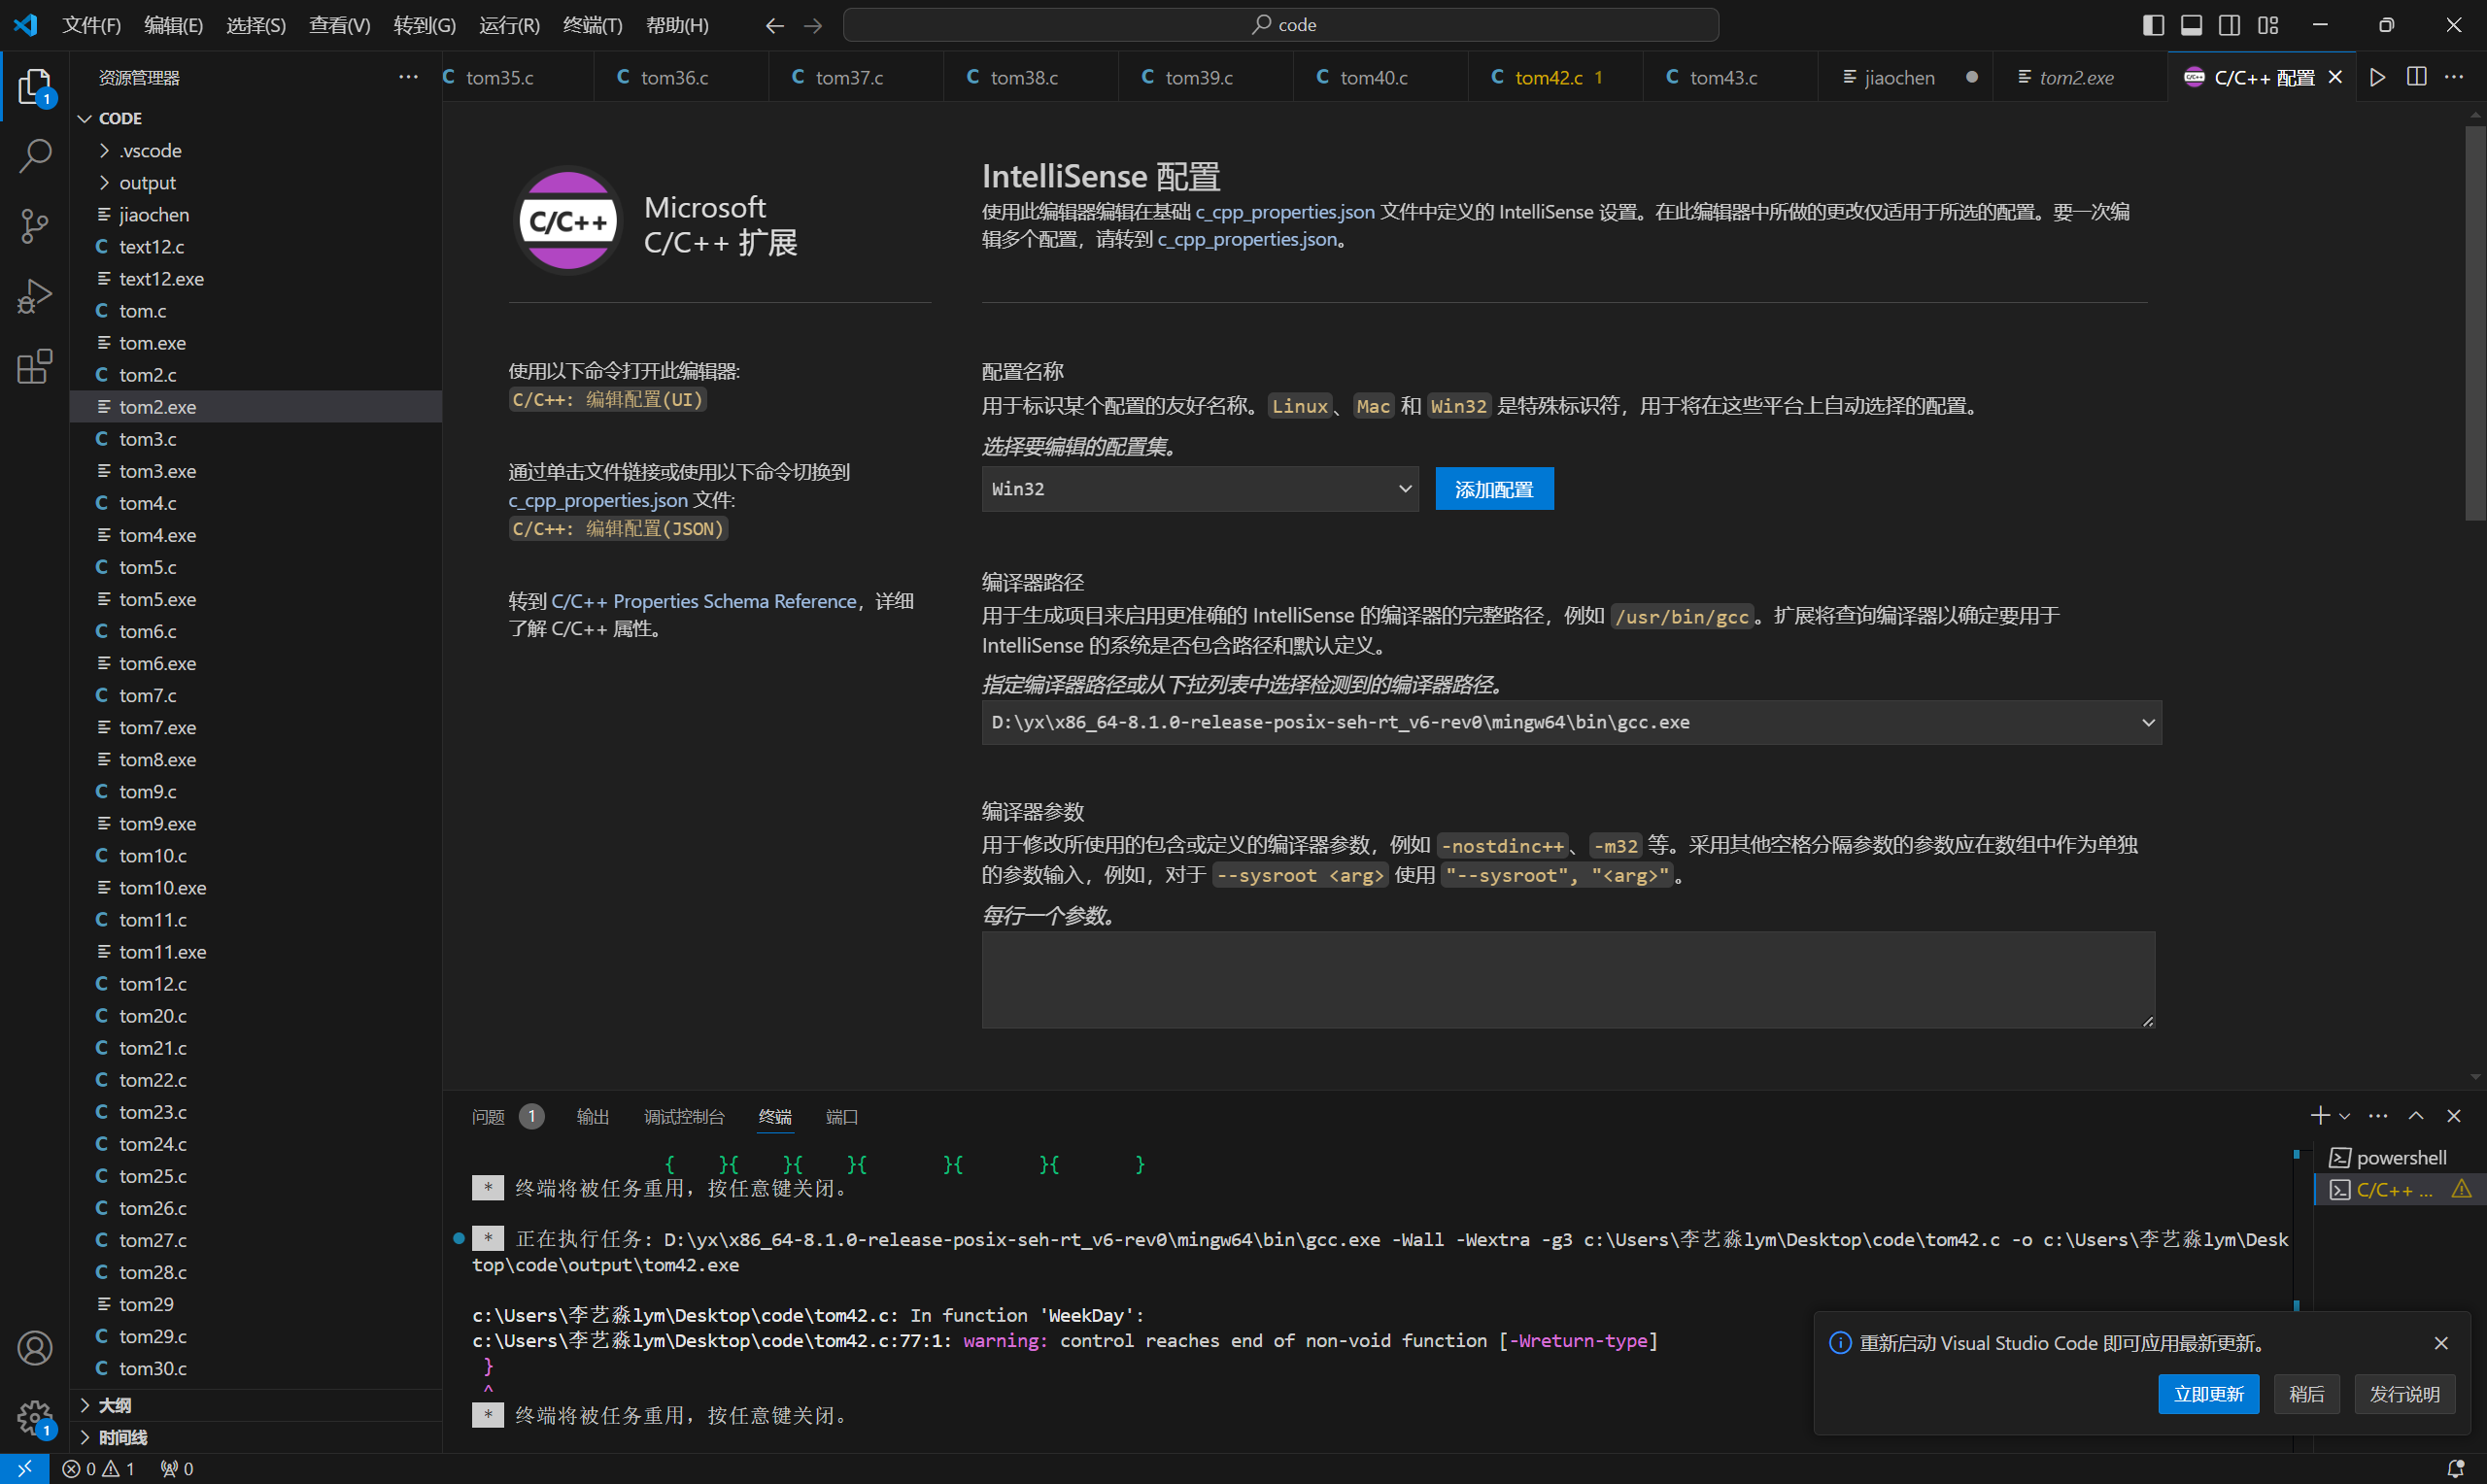 文件(F) 编辑(E) 选择(S) 查看(V) 转到(G) 运行(R) 终端(T) 帮助(H) code
资源管理器
tom35.c tom36.c tom37.c tom38.c tom39.c tom40.c tom42.c 1 tom43.c jiaochen tom2.exe C/C++ 配置
CODE
.vscode
output
jiaochen
text12.c
text12.exe
tom.c
tom.exe
tom2.c
tom2.exe
tom3.c
tom3.exe
tom4.c
tom4.exe
tom5.c
tom5.exe
tom6.c
tom6.exe
tom7.c
tom7.exe
tom8.exe
tom9.c
tom9.exe
tom10.c
tom10.exe
tom11.c
tom11.exe
tom12.c
tom20.c
tom21.c
tom22.c
tom23.c
tom24.c
tom25.c
tom26.c
tom27.c
tom28.c
tom29
tom29.c
tom30.c
大纲
时间线
1
1
C/C++
Microsoft
C/C++ 扩展
使用以下命令打开此编辑器:
C/C++: 编辑配置(UI)
通过单击文件链接或使用以下命令切换到
c_cpp_properties.json 文件:
C/C++: 编辑配置(JSON)
转到 C/C++ Properties Schema Reference，详细
了解 C/C++ 属性。
IntelliSense 配置
使用此编辑器编辑在基础 c_cpp_properties.json 文件中定义的 IntelliSense 设置。在此编辑器中所做的更改仅适用于所选的配置。要一次编
辑多个配置，请转到 c_cpp_properties.json。
配置名称
用于标识某个配置的友好名称。Linux、Mac 和 Win32 是特殊标识符，用于将在这些平台上自动选择的配置。
选择要编辑的配置集。
Win32 添加配置
编译器路径
用于生成项目来启用更准确的 IntelliSense 的编译器的完整路径，例如 /usr/bin/gcc。扩展将查询编译器以确定要用于
IntelliSense 的系统是否包含路径和默认定义。
指定编译器路径或从下拉列表中选择检测到的编译器路径。
D:\yx\x86_64-8.1.0-release-posix-seh-rt_v6-rev0\mingw64\bin\gcc.exe
编译器参数
用于修改所使用的包含或定义的编译器参数，例如 -nostdinc++、-m32 等。采用其他空格分隔参数的参数应在数组中作为单独
的参数输入，例如，对于 --sysroot <arg> 使用 "--sysroot", "<arg>"。
每行一个参数。
问题 1 输出 调试控制台 终端 端口
{ }{ }{ }{ }{ }{ }
* 终端将被任务重用，按任意键关闭。
* 正在执行任务: D:\yx\x86_64-8.1.0-release-posix-seh-rt_v6-rev0\mingw64\bin\gcc.exe -Wall -Wextra -g3 c:\Users\李艺淼lym\Desktop\code\tom42.c -o c:\Users\李艺淼lym\Desk
top\code\output\tom42.exe
c:\Users\李艺淼lym\Desktop\code\tom42.c: In function 'WeekDay':
c:\Users\李艺淼lym\Desktop\code\tom42.c:77:1: warning: control reaches end of non-void function [-Wreturn-type]
}
^
* 终端将被任务重用，按任意键关闭。
powershell
C/C++ ...
重新启动 Visual Studio Code 即可应用最新更新。
立即更新 稍后 发行说明
0 1 0